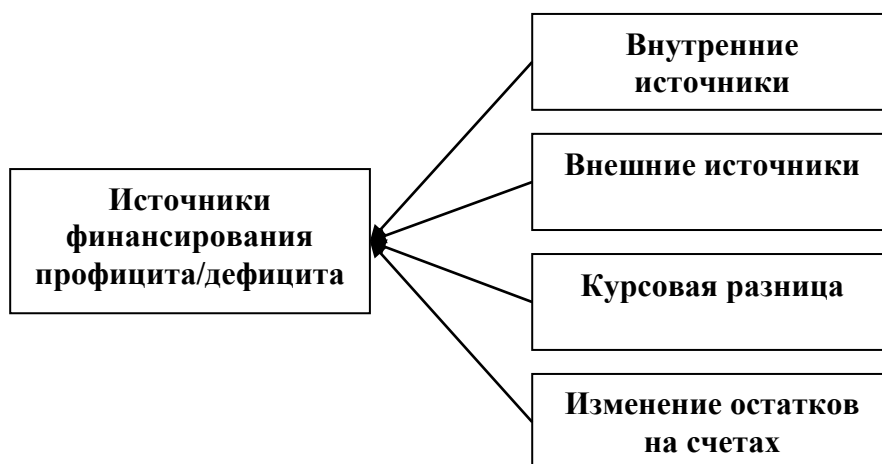 Внутренние
источники
Внешние источники
Источники
финансирования
профицита/дефицита
Курсовая разница
Изменение остатков
на счетах